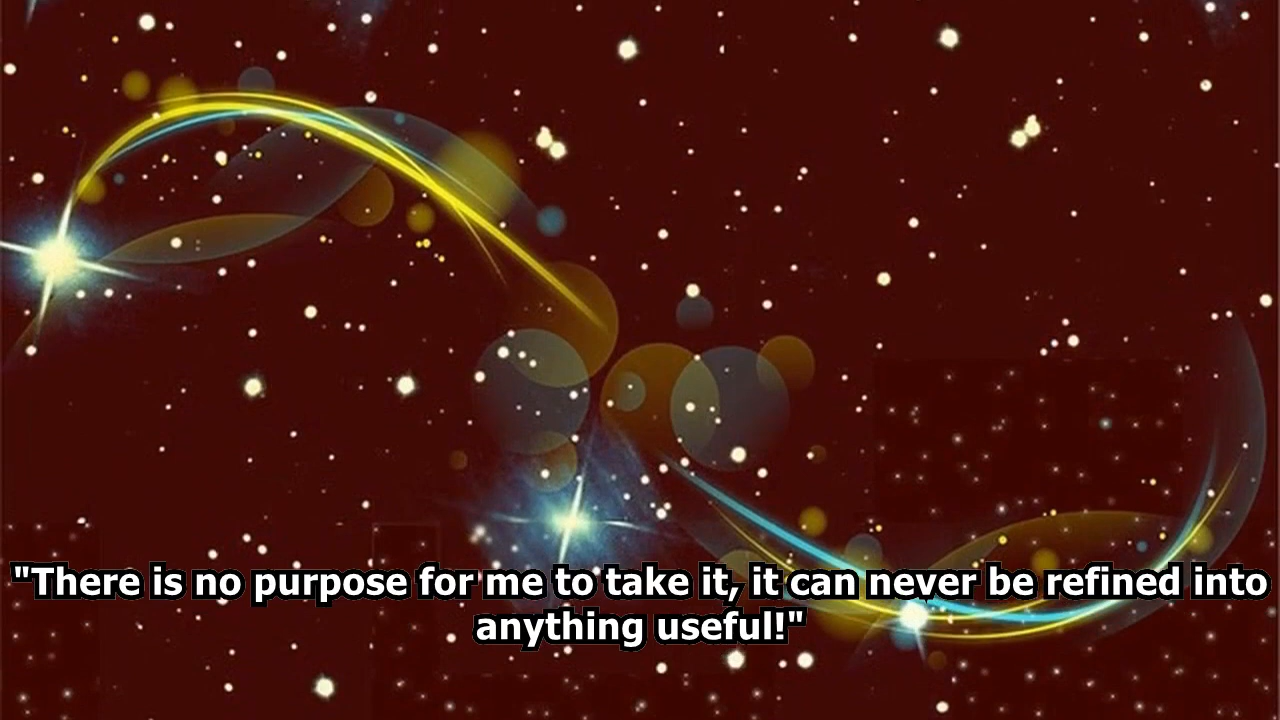 "There is no purpose for me to take it, it can never be refined into
anything useful!"